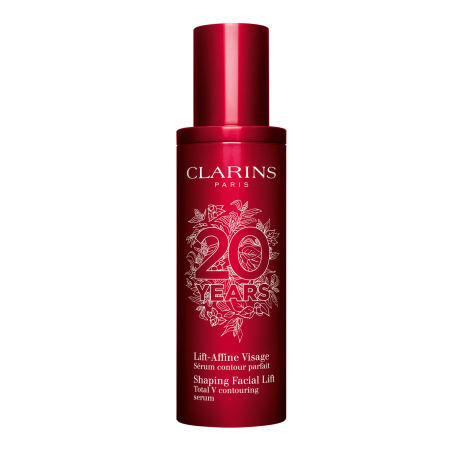 CLARINS
PARIS
20
YEARS
Lift-Affine Visage
Sérum contour parfait
Shaping Facial Lift
Total V contouring
serum